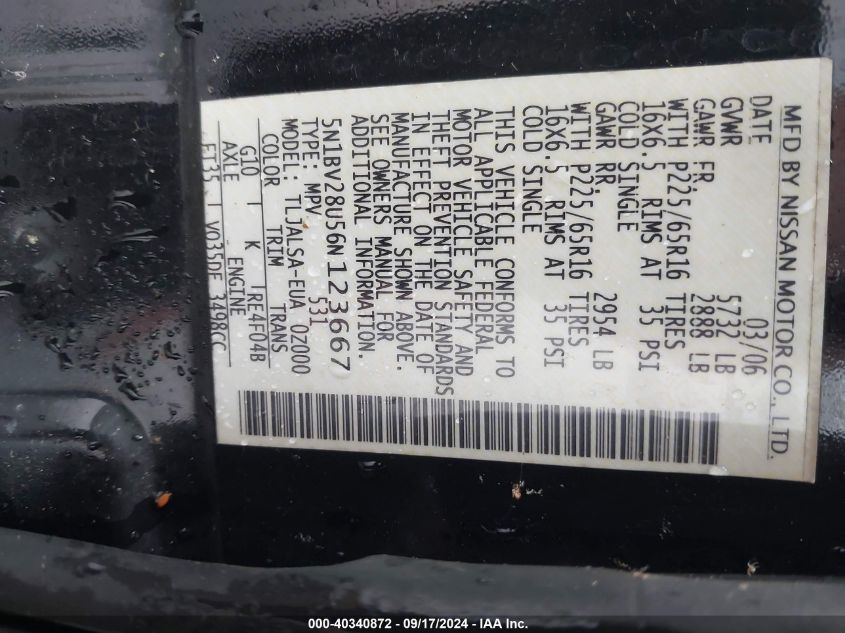 MFD BY NISSAN MOTOR CO., LTD.
DATE 03/06
GVWR 5732 LB
GAWR FR. 2888 LB
WITH P225/65R16 TIRES
16X6.5 RIMS AT 35 PSI
COLD SINGLE
GAWR RR. 2954 LB
WITH P225/65R16 TIRES
16X6.5 RIMS AT 35 PSI
COLD SINGLE
THIS VEHICLE CONFORMS TO
ALL APPLICABLE FEDERAL
MOTOR VEHICLE SAFETY AND
THEFT PREVENTION STANDARDS
IN EFFECT ON THE DATE OF
MANUFACTURE SHOWN ABOVE.
SEE OWNERS MANUAL FOR
ADDITIONAL INFORMATION.
5N1BV28U56N123667
TYPE: MPV 531
MODEL: TLJALSA-EUA 0Z000
COLOR TRIM TRANS
G10 K RE4F04B
AXLE ENGINE
VQ35DE 3498CC
000-40340872 - 09/17/2024 - IAA Inc.